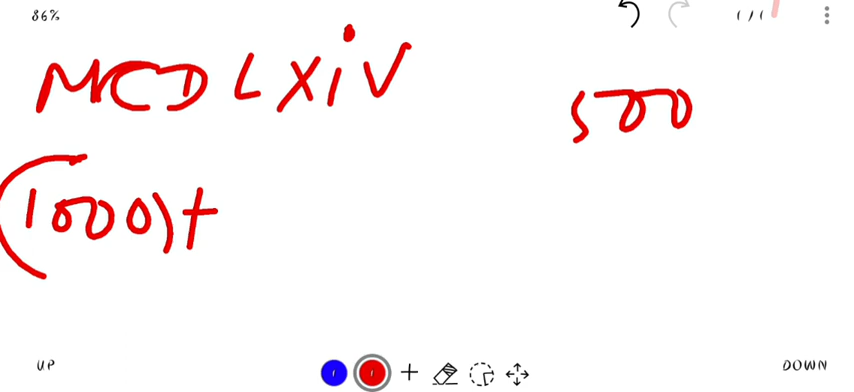 86%
MCDLXiV
500
(1000)+
UP
DOWN